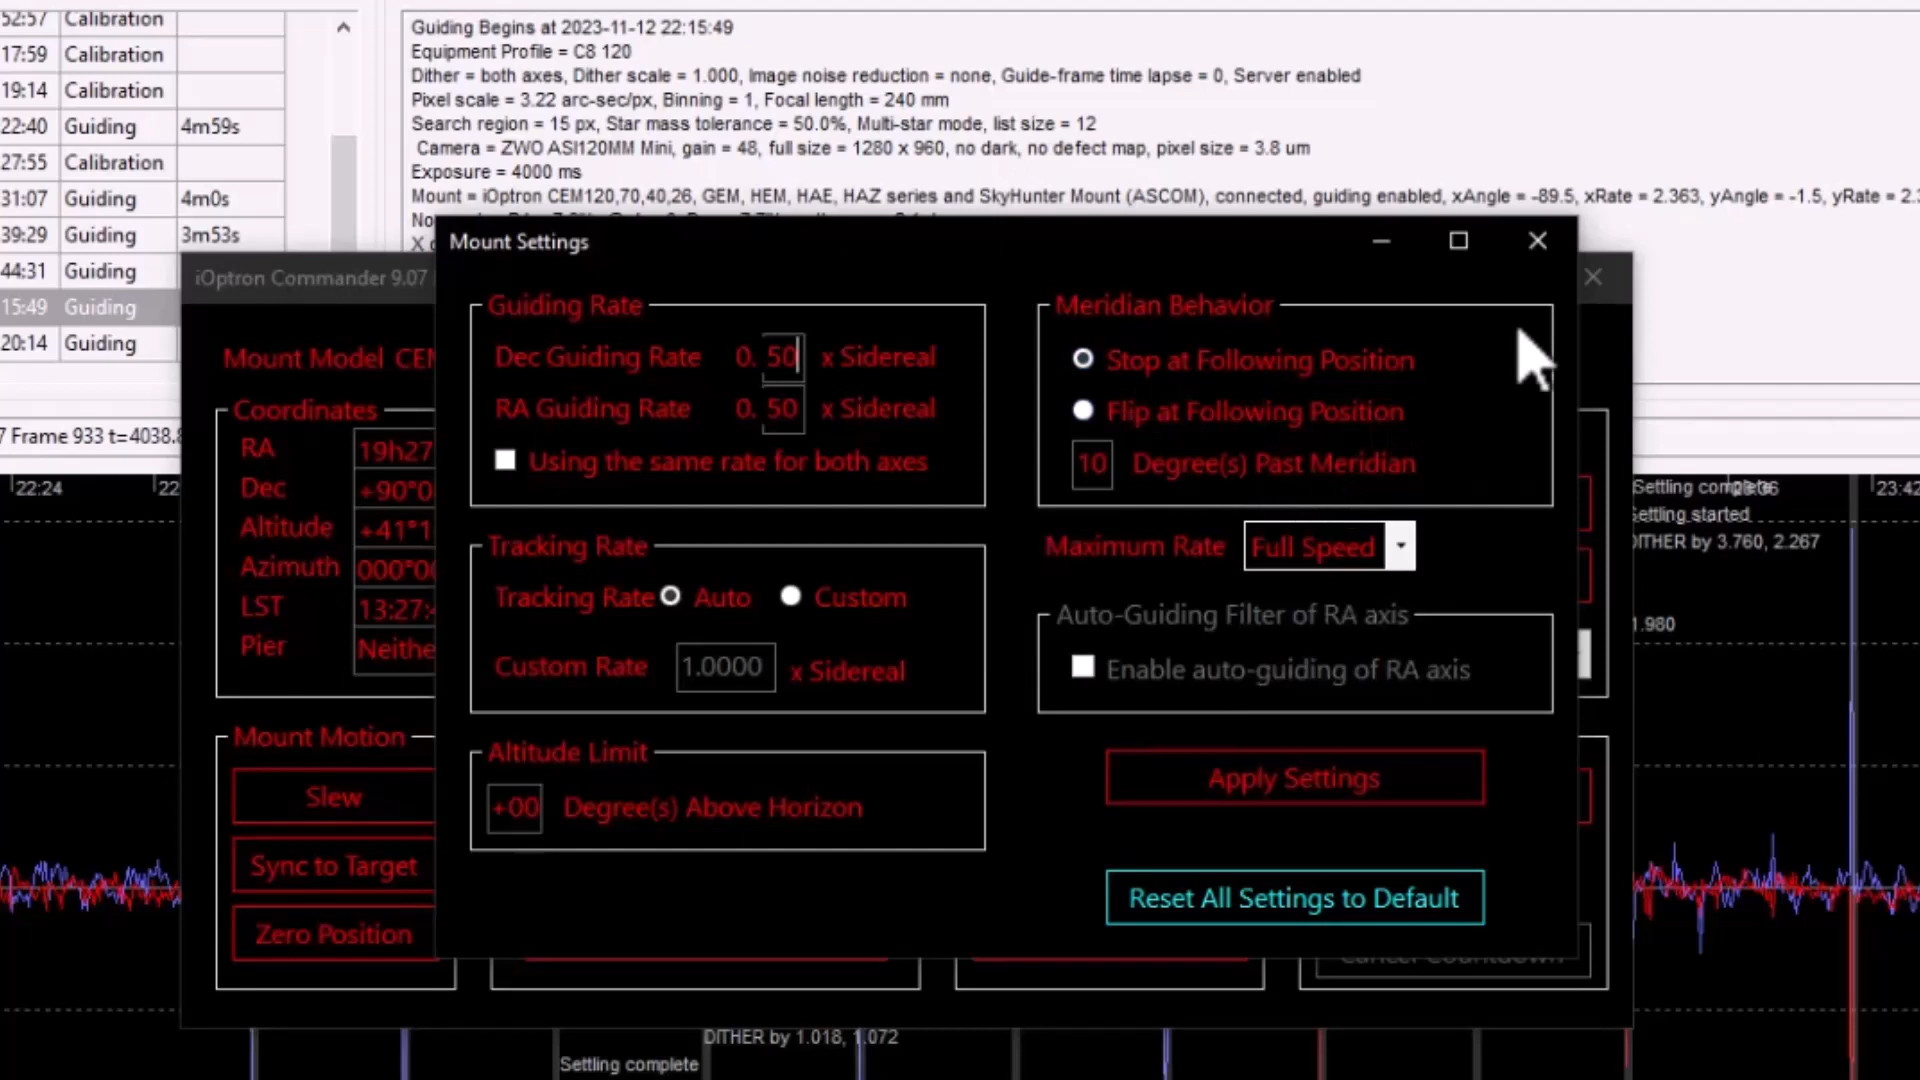 52:57 Calibration
17:59 Calibration
19:14 Calibration
22:40 Guiding 4m59s
27:55 Calibration
31:07 Guiding 4m0s
39:29 Guiding 3m53s
44:31 Guiding
15:49 Guiding
20:14 Guiding
Guiding Begins at 2023-11-12 22:15:49
Equipment Profile = C8 120
Dither = both axes, Dither scale = 1.000, Image noise reduction = none, Guide-frame time lapse = 0, Server enabled
Pixel scale = 3.22 arc-sec/px, Binning = 1, Focal length = 240 mm
Search region = 15 px, Star mass tolerance = 50.0%, Multi-star mode, list size = 12
Camera = ZWO ASI120MM Mini, gain = 48, full size = 1280 x 960, no dark, no defect map, pixel size = 3.8 um
Exposure = 4000 ms
Mount = iOptron CEM120,70,40,26, GEM, HEM, HAE, HAZ series and SkyHunter Mount (ASCOM), connected, guiding enabled, xAngle = -89.5, xRate = 2.363, yAngle = -1.5, yRate = 2.
7 Frame 933 t=4038.8
22:24
22
iOptron Commander 9.07
Mount Model CEM
Coordinates
RA 19h27
Dec +90°0
Altitude +41°1
Azimuth 000°00
LST 13:27:
Pier Neithe
Mount Motion
Slew
Sync to Target
Zero Position
Mount Settings
Guiding Rate
Dec Guiding Rate 0. 50 x Sidereal
RA Guiding Rate 0. 50 x Sidereal
Using the same rate for both axes
Tracking Rate
Tracking Rate Auto Custom
Custom Rate 1.0000 x Sidereal
Altitude Limit
+00 Degree(s) Above Horizon
Meridian Behavior
Stop at Following Position
Flip at Following Position
10 Degree(s) Past Meridian
Maximum Rate Full Speed
Auto-Guiding Filter of RA axis
Enable auto-guiding of RA axis
Apply Settings
Reset All Settings to Default
Cancel Countdown
Settling complete
23:36
23:42
Settling started
DITHER by 3.760, 2.267
1.980
DITHER by 1.018, 1.072
Settling complete